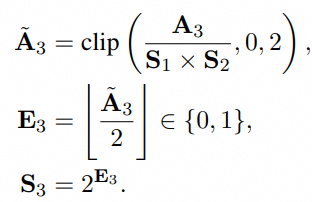 Ã₃ = clip ( A₃ / (S₁ × S₂), 0, 2 ),
E₃ = ⌊ Ã₃ / 2 ⌋ ∈ {0, 1},
S₃ = 2^E₃.